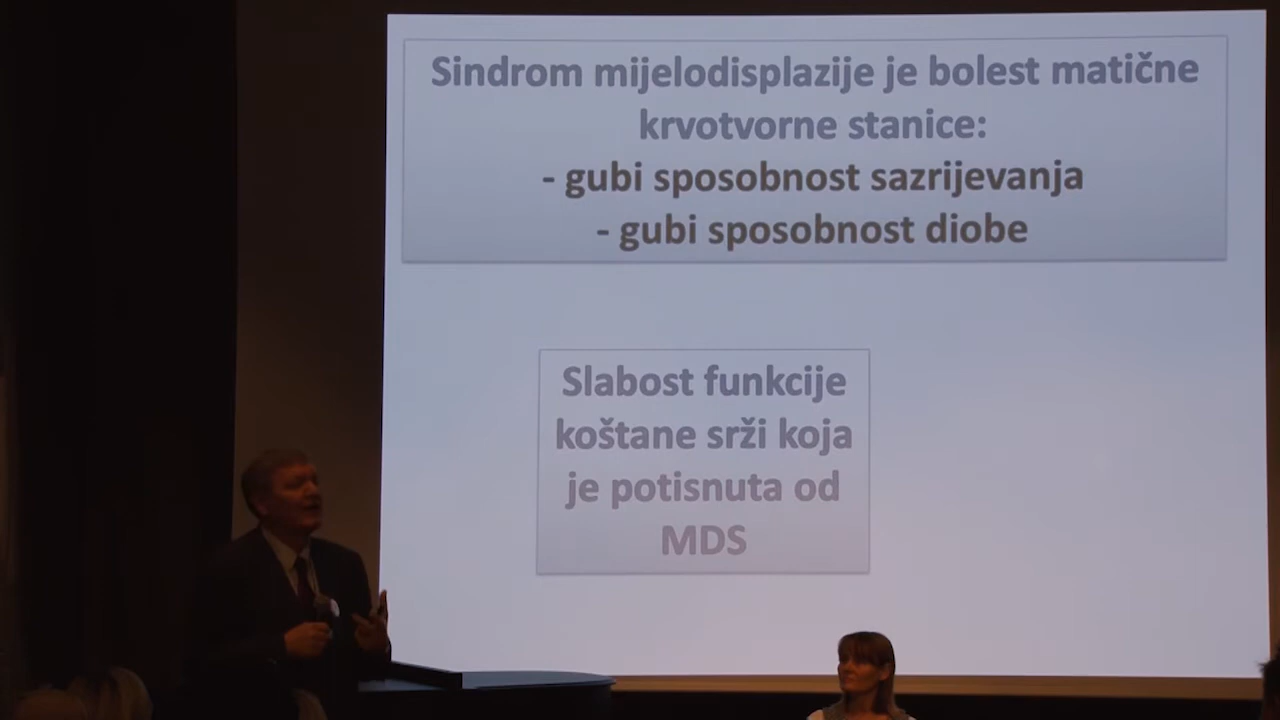 Sindrom mijelodisplazije je bolest matične
krvotvorne stanice:
- gubi sposobnost sazrijevanja
- gubi sposobnost diobe
Slabost funkcije
koštane srži koja
je potisnuta od
MDS